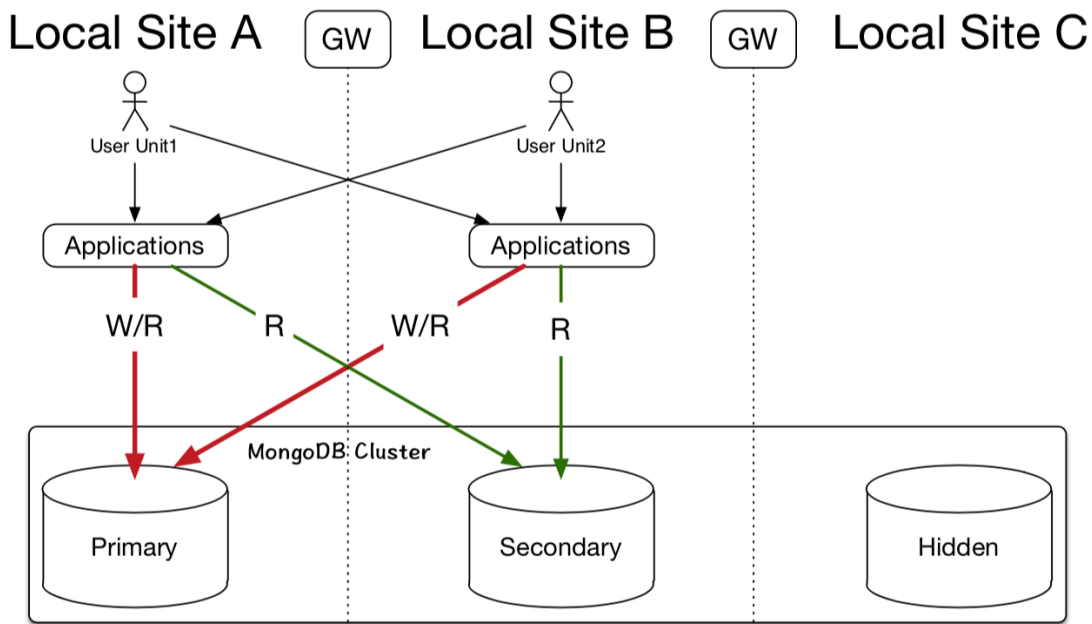 Local Site A
GW
Local Site B
GW
Local Site C
User Unit1
User Unit2
Applications
Applications
W/R
R
W/R
R
MongoDB Cluster
Primary
Secondary
Hidden